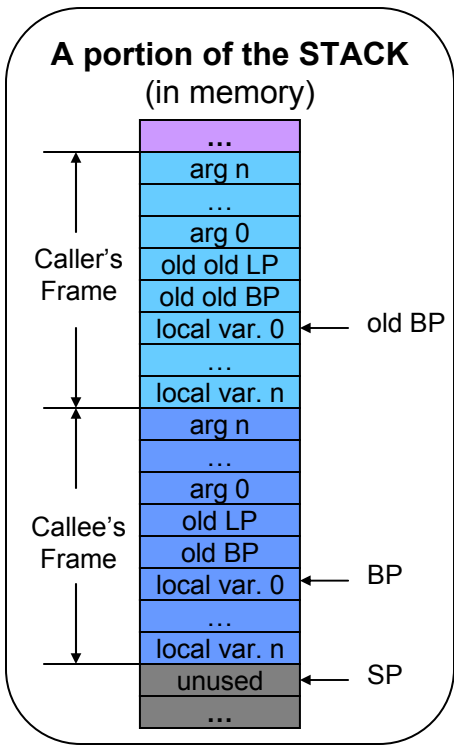 A portion of the STACK
(in memory)
...
arg n
...
arg 0
old old LP
old old BP
local var. 0
...
local var. n
arg n
...
arg 0
old LP
old BP
local var. 0
...
local var. n
unused
...
Caller's
Frame
Callee's
Frame
old BP
BP
SP